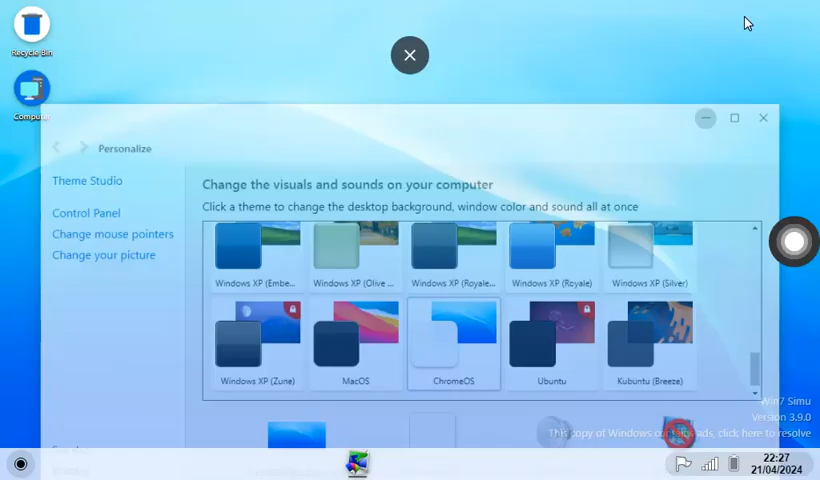 Recycle Bin
Computer
Personalize
Theme Studio
Control Panel
Change mouse pointers
Change your picture
Change the visuals and sounds on your computer
Click a theme to change the desktop background, window color and sound all at once
Windows XP (Embe...
Windows XP (Olive ...
Windows XP (Royale...
Windows XP (Royale)
Windows XP (Silver)
Windows XP (Zune)
MacOS
ChromeOS
Ubuntu
Kubuntu (Breeze)
Win7 Simu
Version 3.9.0
This copy of Windows contains ads, click here to resolve
22:27
21/04/2024